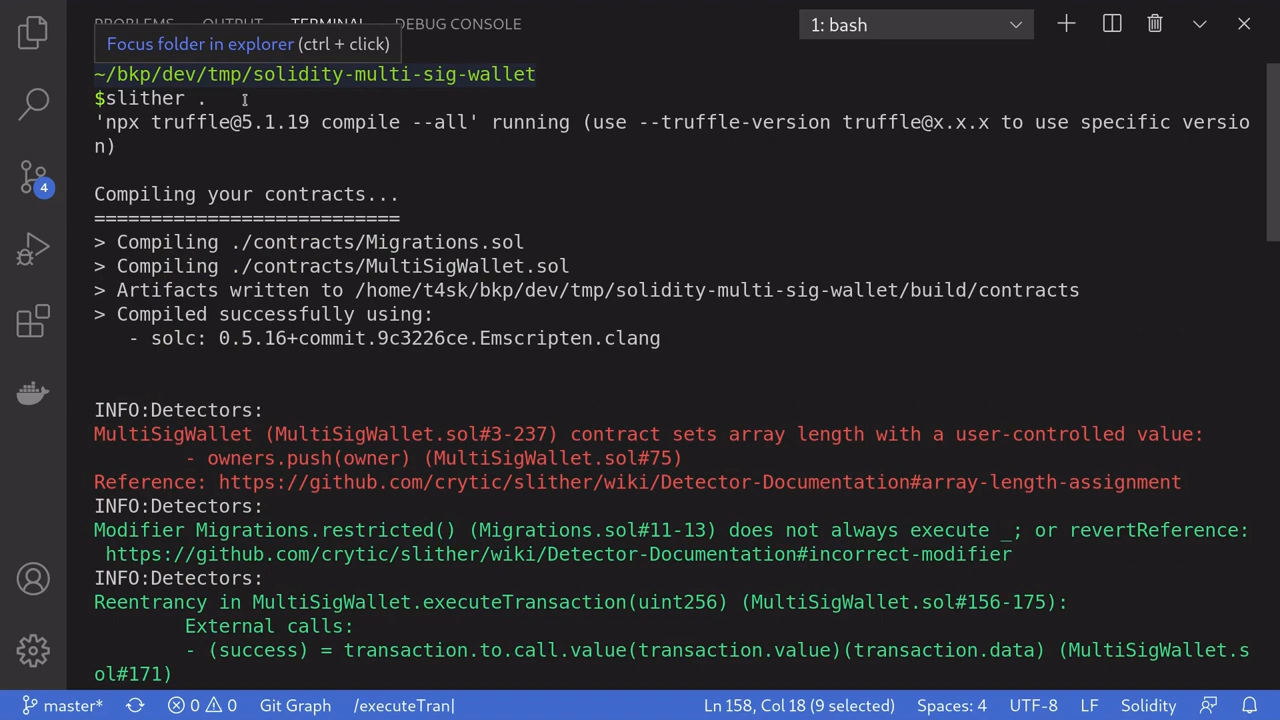 PROBLEMS OUTPUT TERMINAL DEBUG CONSOLE 1: bash
Focus folder in explorer (ctrl + click)
~/bkp/dev/tmp/solidity-multi-sig-wallet
$slither .
'npx truffle@5.1.19 compile --all' running (use --truffle-version truffle@x.x.x to use specific versio
n)
Compiling your contracts...
===========================
> Compiling ./contracts/Migrations.sol
> Compiling ./contracts/MultiSigWallet.sol
> Artifacts written to /home/t4sk/bkp/dev/tmp/solidity-multi-sig-wallet/build/contracts
> Compiled successfully using:
- solc: 0.5.16+commit.9c3226ce.Emscripten.clang
INFO:Detectors:
MultiSigWallet (MultiSigWallet.sol#3-237) contract sets array length with a user-controlled value:
- owners.push(owner) (MultiSigWallet.sol#75)
Reference: https://github.com/crytic/slither/wiki/Detector-Documentation#array-length-assignment
INFO:Detectors:
Modifier Migrations.restricted() (Migrations.sol#11-13) does not always execute _; or revertReference:
https://github.com/crytic/slither/wiki/Detector-Documentation#incorrect-modifier
INFO:Detectors:
Reentrancy in MultiSigWallet.executeTransaction(uint256) (MultiSigWallet.sol#156-175):
External calls:
- (success) = transaction.to.call.value(transaction.value)(transaction.data) (MultiSigWallet.s
ol#171)
4
master* 0 0 Git Graph /executeTran| Ln 158, Col 18 (9 selected) Spaces: 4 UTF-8 LF Solidity